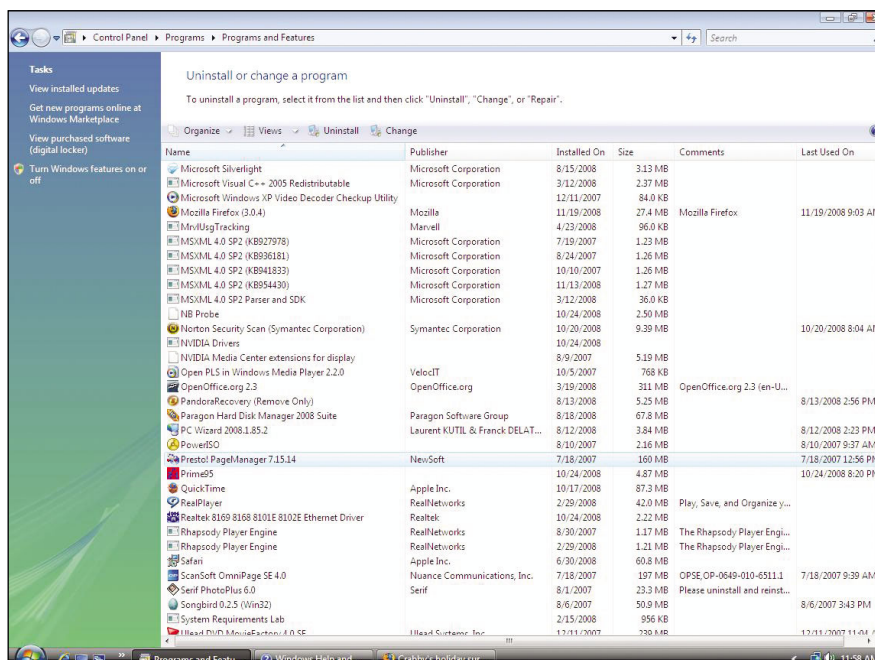 Control Panel ▸ Programs ▸ Programs and Features
Search
Tasks
View installed updates
Get new programs online at
Windows Marketplace
View purchased software
(digital locker)
Turn Windows features on or
off
Uninstall or change a program
To uninstall a program, select it from the list and then click "Uninstall", "Change", or "Repair".
Organize Views Uninstall Change
Name Publisher Installed On Size Comments Last Used On
Microsoft Silverlight Microsoft Corporation 8/15/2008 3.13 MB
Microsoft Visual C++ 2005 Redistributable Microsoft Corporation 3/12/2008 2.37 MB
Microsoft Windows XP Video Decoder Checkup Utility 12/11/2007 84.0 KB
Mozilla Firefox (3.0.4) Mozilla 11/19/2008 27.4 MB Mozilla Firefox 11/19/2008 9:03 AM
MrvlUsgTracking Marvell 4/23/2008 96.0 KB
MSXML 4.0 SP2 (KB927978) Microsoft Corporation 7/19/2007 1.23 MB
MSXML 4.0 SP2 (KB936181) Microsoft Corporation 8/24/2007 1.26 MB
MSXML 4.0 SP2 (KB941833) Microsoft Corporation 10/10/2007 1.26 MB
MSXML 4.0 SP2 (KB954430) Microsoft Corporation 11/13/2008 1.27 MB
MSXML 4.0 SP2 Parser and SDK Microsoft Corporation 3/12/2008 36.0 KB
NB Probe 10/24/2008 2.50 MB
Norton Security Scan (Symantec Corporation) Symantec Corporation 10/20/2008 9.39 MB 10/20/2008 8:04 AM
NVIDIA Drivers 10/24/2008
NVIDIA Media Center extensions for display 8/9/2007 5.19 MB
Open PLS in Windows Media Player 2.2.0 VelocIT 10/5/2007 768 KB
OpenOffice.org 2.3 OpenOffice.org 3/19/2008 311 MB OpenOffice.org 2.3 (en-U...
PandoraRecovery (Remove Only) 8/13/2008 5.25 MB 8/13/2008 2:56 PM
Paragon Hard Disk Manager 2008 Suite Paragon Software Group 8/18/2008 67.8 MB
PC Wizard 2008.1.85.2 Laurent KUTIL & Franck DELAT... 8/12/2008 3.84 MB 8/12/2008 2:23 PM
PowerISO 8/10/2007 2.16 MB 8/10/2007 9:37 AM
Presto! PageManager 7.15.14 NewSoft 7/18/2007 160 MB 7/18/2007 12:56 PM
Prime95 10/24/2008 4.87 MB 10/24/2008 8:20 PM
QuickTime Apple Inc. 10/17/2008 87.3 MB
RealPlayer RealNetworks 2/29/2008 42.0 MB Play, Save, and Organize y...
Realtek 8169 8168 8101E 8102E Ethernet Driver Realtek 10/24/2008 2.22 MB
Rhapsody Player Engine RealNetworks 8/30/2007 1.17 MB The Rhapsody Player Engi...
Rhapsody Player Engine RealNetworks 2/29/2008 1.21 MB The Rhapsody Player Engi...
Safari Apple Inc. 6/30/2008 60.8 MB
ScanSoft OmniPage SE 4.0 Nuance Communications, Inc. 7/18/2007 197 MB OPSE,OP-0649-010-6511.1 7/18/2007 9:39 AM
Serif PhotoPlus 6.0 Serif 8/1/2007 23.3 MB Please uninstall and reinst...
Songbird 0.2.5 (Win32) 8/6/2007 50.9 MB 8/6/2007 3:43 PM
System Requirements Lab 2/15/2008 956 KB
Ulead DVD MovieFactory 4.0 SE Ulead Systems, Inc. 12/11/2007 239 MB 12/11/2007 11:04
Programs and Featu... Windows Help and ... Crabby's holiday sur... 11:58 AM